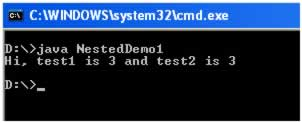 C:\WINDOWS\system32\cmd.exe
D:\>java NestedDemo1
Hi, test1 is 3 and test2 is 3
D:\>_